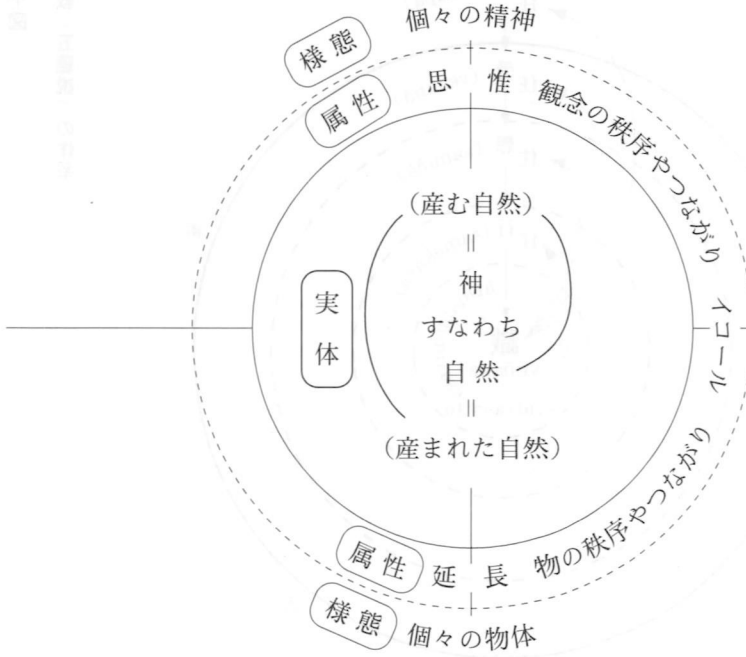 個々の精神
様態
属性
思惟
観念の秩序やつながり
(産む自然)
＝
神
すなわち
自然
＝
(産まれた自然)
実体
イコール
物の秩序やつながり
属性
延長
様態
個々の物体